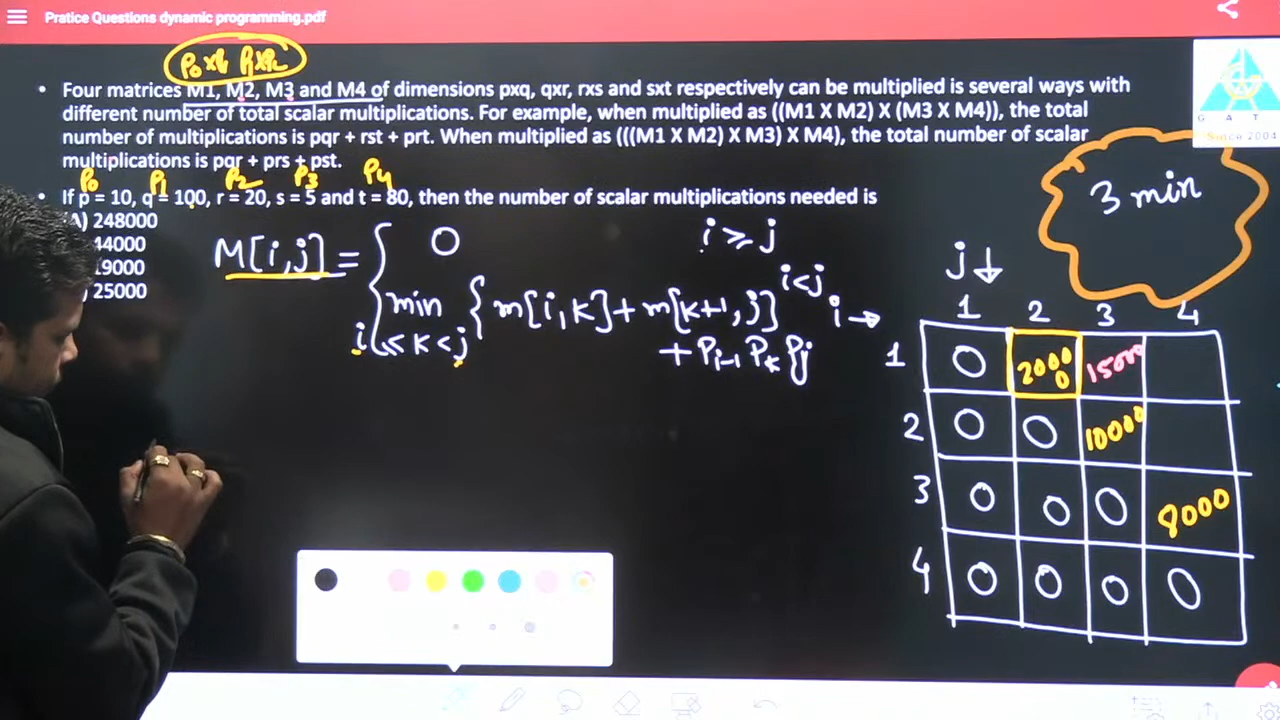 Pratice Questions dynamic programming.pdf
• Four matrices M1, M2, M3 and M4 of dimensions pxq, qxr, rxs and sxt respectively can be multiplied is several ways with
different number of total scalar multiplications. For example, when multiplied as ((M1 X M2) X (M3 X M4)), the total
number of multiplications is pqr + rst + prt. When multiplied as (((M1 X M2) X M3) X M4), the total number of scalar
multiplications is pqr + prs + pst.
P0 P1 P2 P3 P4
• If p = 10, q = 100, r = 20, s = 5 and t = 80, then the number of scalar multiplications needed is
A) 248000
44000
19000
25000
GAT
Since 2004
3 min
M[i,j] = { 0 i ≥ j
min { m[i,k] + m[k+1,j] i<j
i ≤ k < j + Pi-1 Pk Pj
j ↓
i →
1 2 3 4
1 0 20000 15000
2 0 0 10000
3 0 0 0 8000
4 0 0 0 0